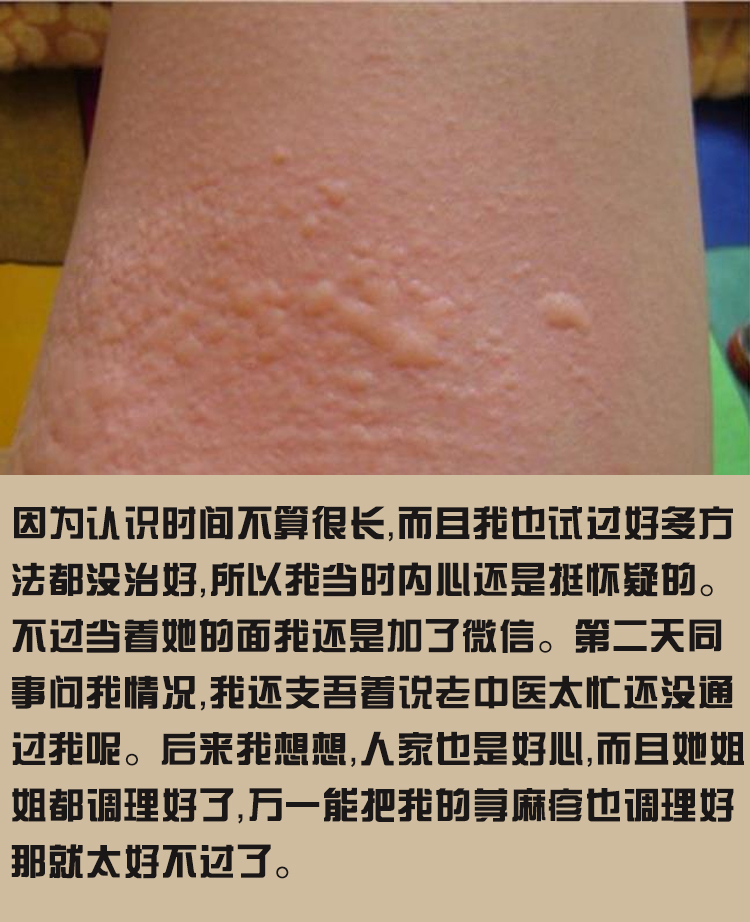 因为认识时间不算很长,而且我也试过好多方
法都没治好,所以我当时内心还是挺怀疑的。
不过当着她的面我还是加了微信。第二天同
事问我情况,我还支吾着说老中医太忙还没通
过我呢。后来我想想,人家也是好心,而且她姐
姐都调理好了,万一能把我的荨麻疹也调理好
那就太好不过了。